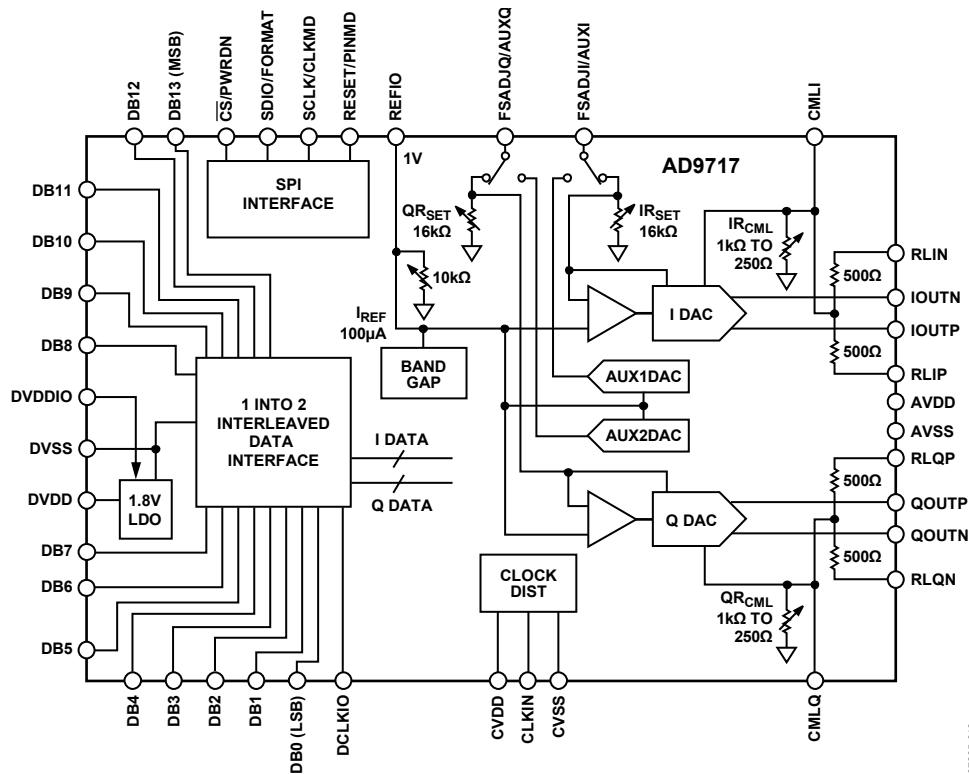 DB12
DB13 (MSB)
CS/PWRDN
SDIO/FORMAT
SCLK/CLKMD
RESET/PINMD
REFIO
FSADJQ/AUXQ
FSADJI/AUXI
CMLI
AD9717
1V
SPI
INTERFACE
DB11
DB10
DB9
DB8
DVDDIO
DVSS
DVDD
DB7
DB6
DB5
QRSET
16kΩ
IRSET
16kΩ
IRCML
1kΩ TO
250Ω
10kΩ
IREF
100µA
BAND
GAP
I DAC
AUX1DAC
AUX2DAC
500Ω
500Ω
RLIN
IOUTN
IOUTP
RLIP
AVDD
AVSS
RLQP
QOUTP
QOUTN
RLQN
1 INTO 2
INTERLEAVED
DATA
INTERFACE
I DATA
Q DATA
1.8V
LDO
Q DAC
500Ω
500Ω
CLOCK
DIST
QRCML
1kΩ TO
250Ω
DB4
DB3
DB2
DB1
DB0 (LSB)
DCLKIO
CVDD
CLKIN
CVSS
CMLQ